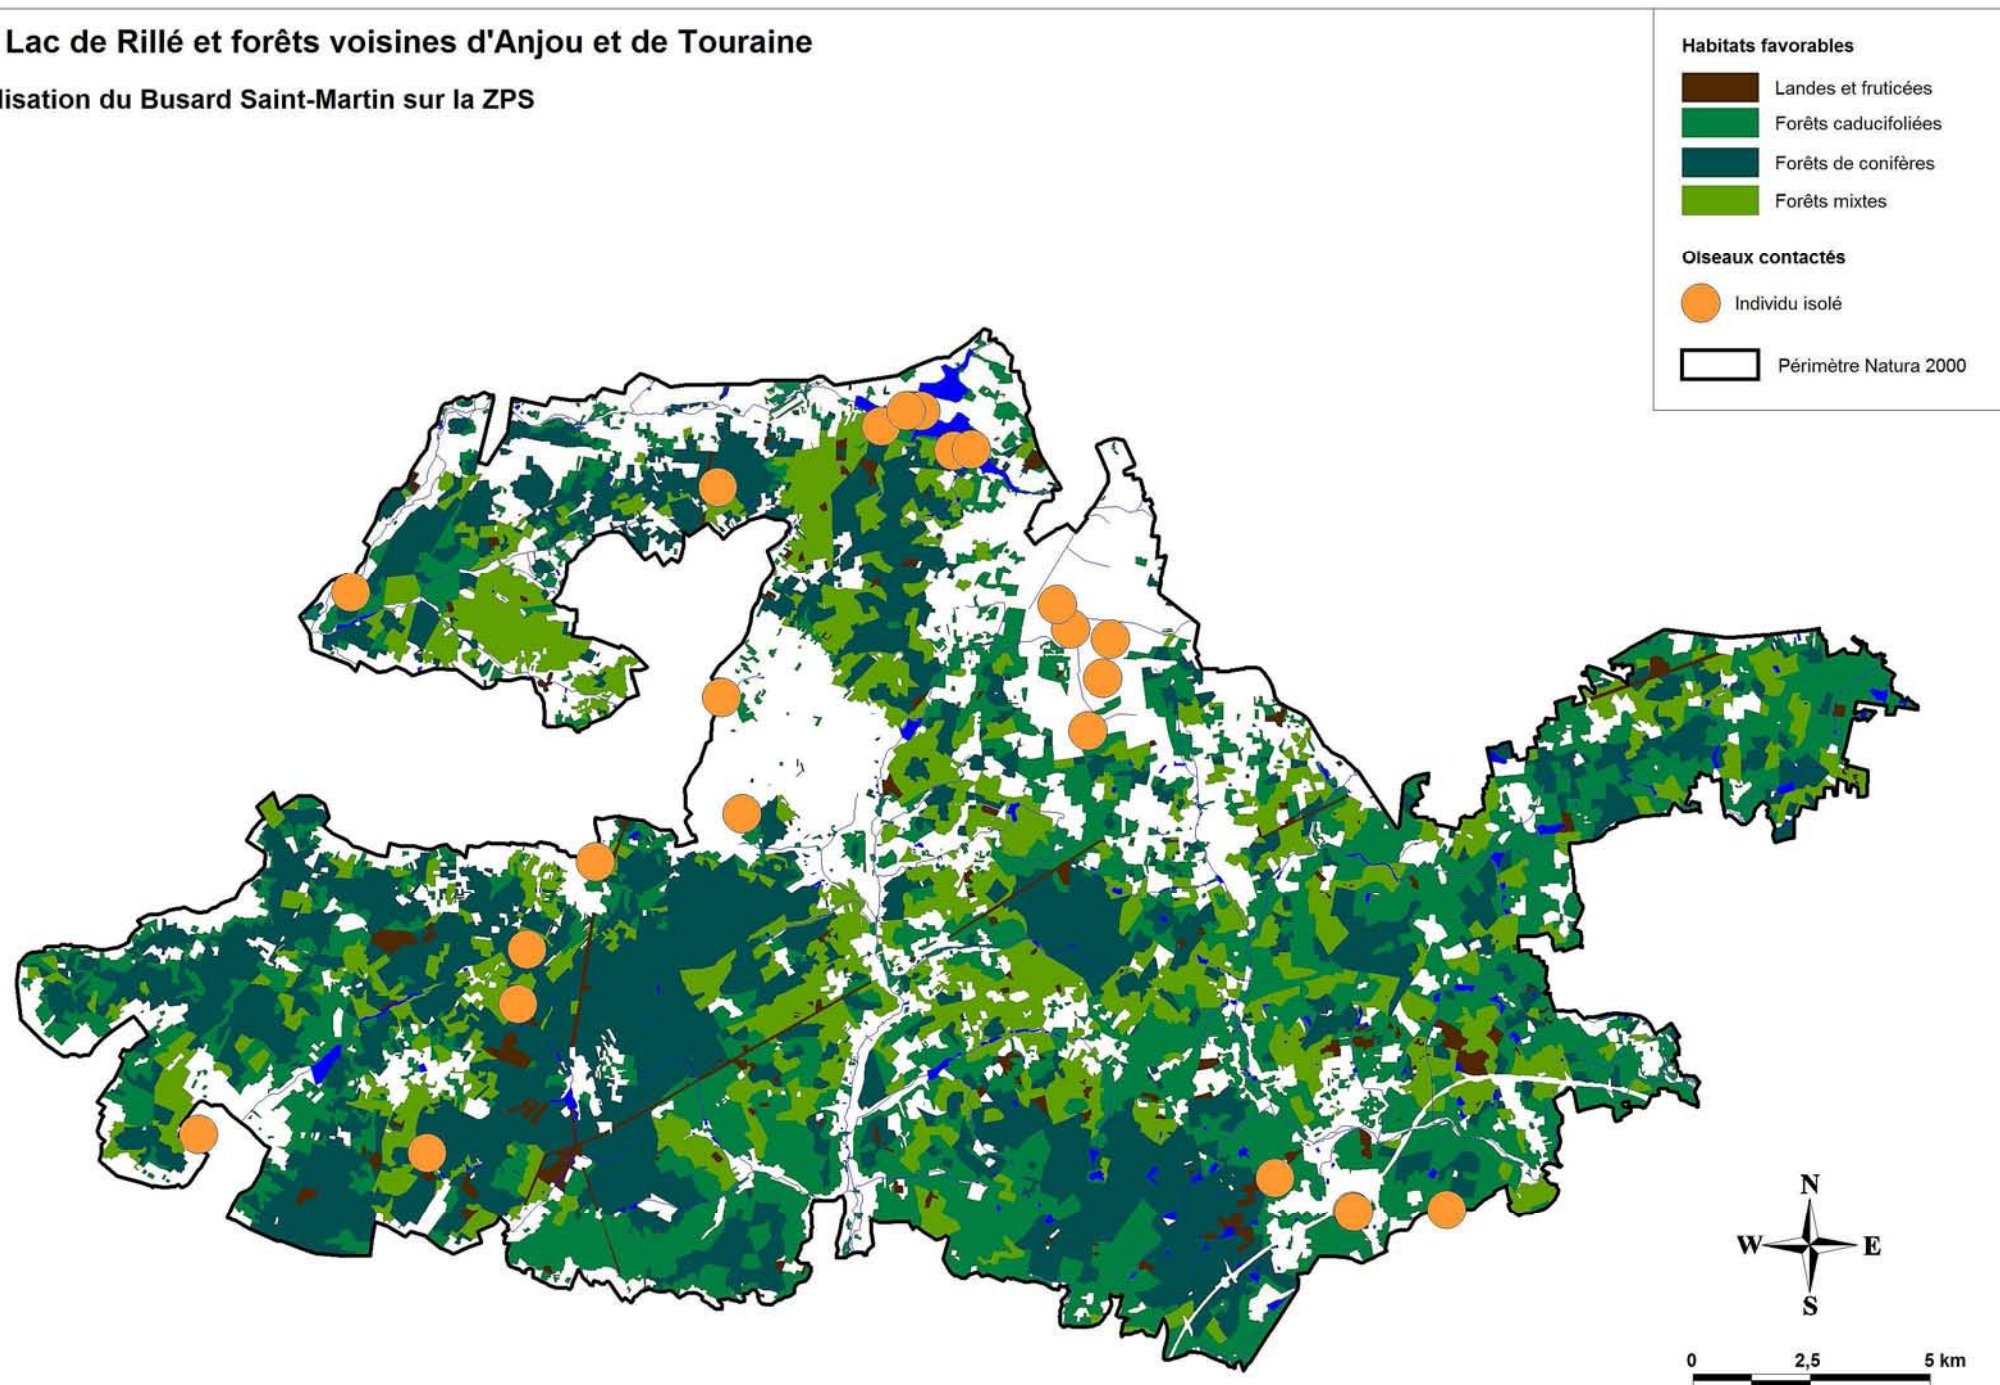 Lac de Rillé et forêts voisines d'Anjou et de Touraine
lisation du Busard Saint-Martin sur la ZPS
Habitats favorables
Landes et fruticées
Forêts caducifoliées
Forêts de conifères
Forêts mixtes
Oiseaux contactés
Individu isolé
Périmètre Natura 2000
N
W E
S
0 2,5 5 km